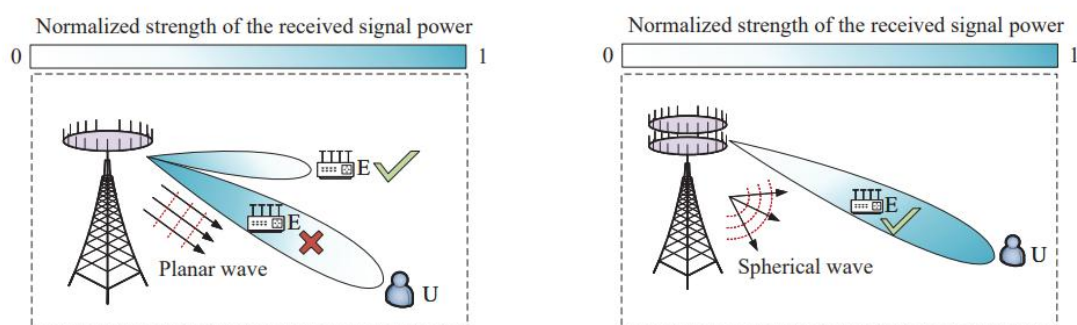 Normalized strength of the received signal power
0 1
E
E
Planar wave
U
Normalized strength of the received signal power
0 1
E
Spherical wave
U